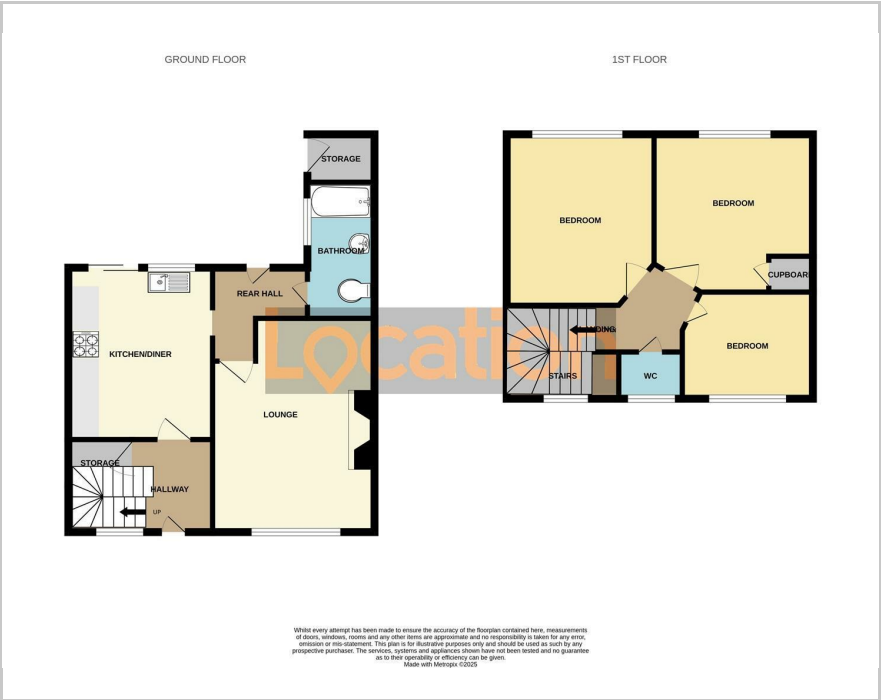 GROUND FLOOR
1ST FLOOR
STORAGE
BATHROOM
REAR HALL
KITCHEN/DINER
LOUNGE
STORAGE
HALLWAY
UP
BEDROOM
BEDROOM
CUPBOAR
LANDING
BEDROOM
STAIRS
WC
Location
Whilst every attempt has been made to ensure the accuracy of the floorplan contained here, measurements
of doors, windows, rooms and any other items are approximate and no responsibility is taken for any error,
omission or mis-statement. This plan is for illustrative purposes only and should be used as such by any
prospective purchaser. The services, systems and appliances shown have not been tested and no guarantee
as to their operability or efficiency can be given.
Made with Metropix ©2025